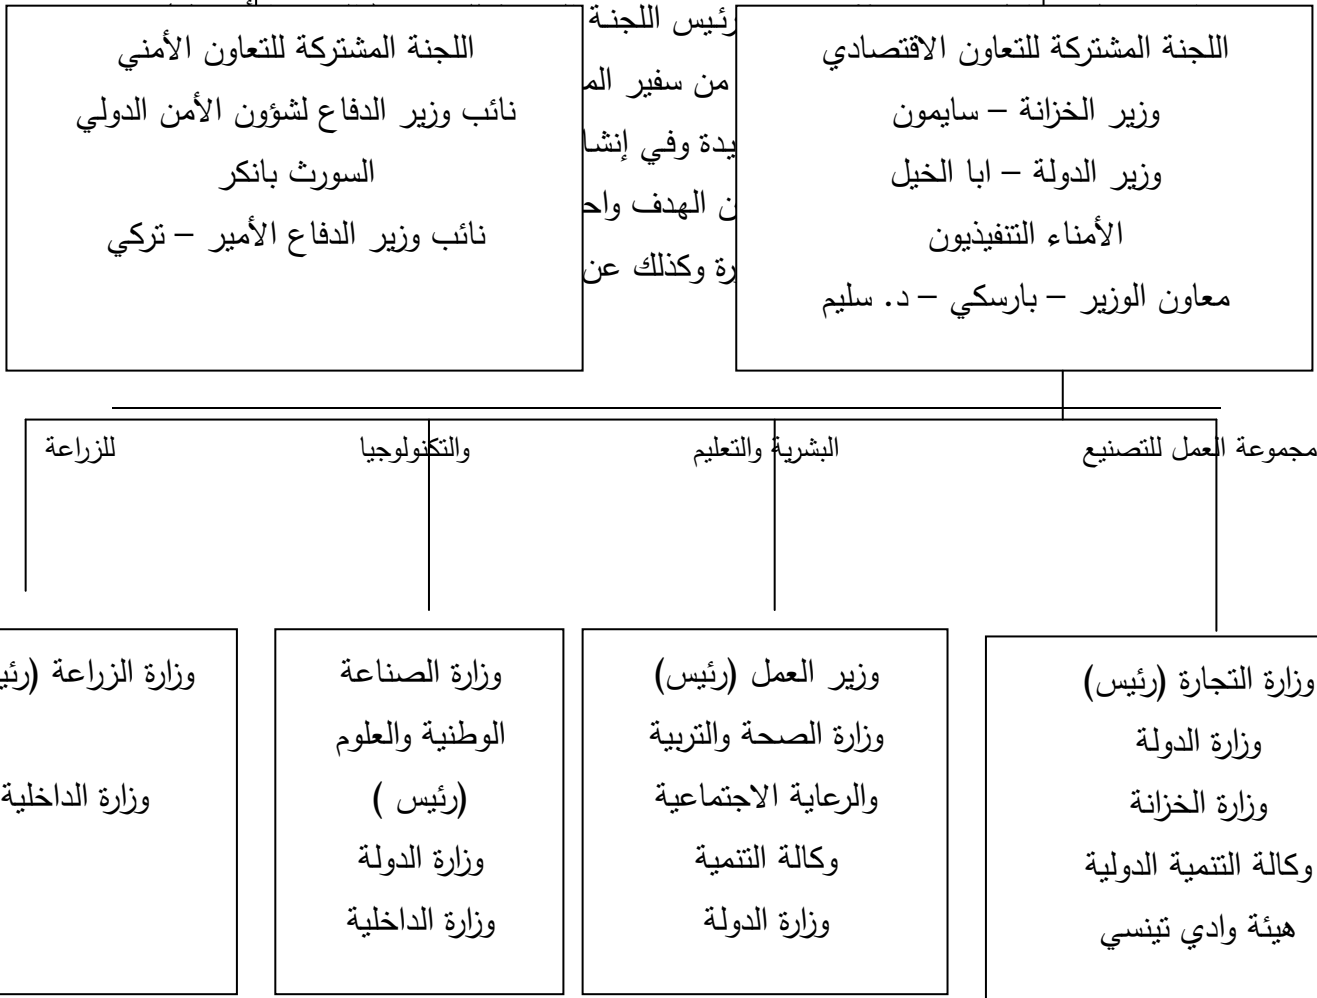 رئيس اللجنة
من سفير
وفي
الهدف
وكذلك عن
اللجنة المشتركة للتعاون الاقتصادي
وزير الخزانة – سايمون
وزير الدولة – ابا الخيل
الأمناء التنفيذيون
معاون الوزير – بارسكي – د. سليم
اللجنة المشتركة للتعاون الأمني
نائب وزير الدفاع لشؤون الأمن الدولي
السورث بانكر
نائب وزير الدفاع الأمير – تركي
مجموعة العمل للتصنيع
البشرية والتعليم
والتكنولوجيا
للزراعة
وزارة التجارة (رئيس)
وزارة الدولة
وزارة الخزانة
وكالة التنمية الدولية
هيئة وادي تينسي
وزير العمل (رئيس)
وزارة الصحة والتربية
والرعاية الاجتماعية
وكالة التنمية
وزارة الدولة
وزارة الصناعة
الوطنية والعلوم
(رئيس )
وزارة الدولة
وزارة الداخلية
وزارة الزراعة
وزارة الداخلية